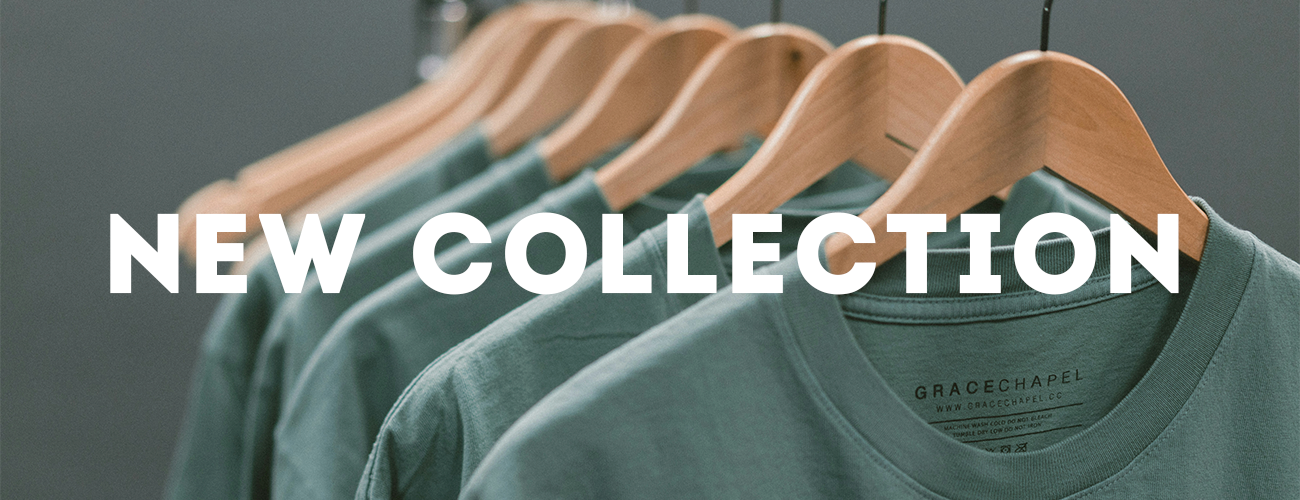 NEW COLLECTION
GRACECHAPEL
WWW.GRACECHAPEL.CC
MACHINE WASH COLD DO NOT BLEACH
TUMBLE DRY LOW DO NOT IRON